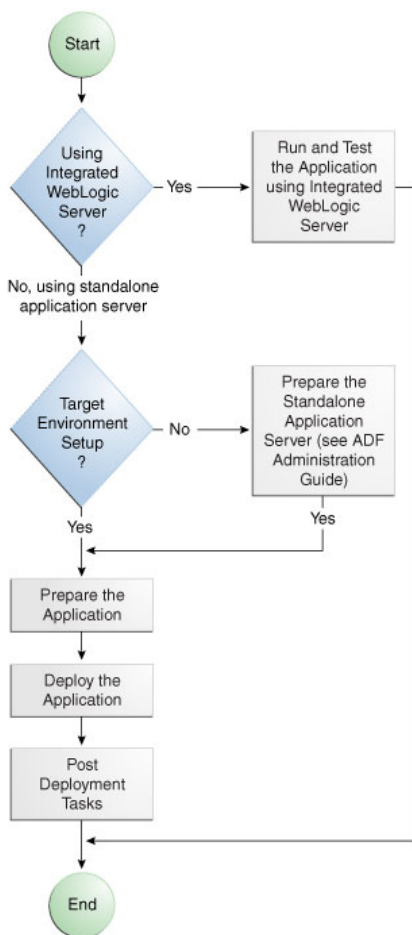 Start
Using
Integrated
WebLogic
Server
?
Yes
Run and Test
the Application
using Integrated
WebLogic
Server
No, using standalone
application server
Target
Environment
Setup
?
No
Prepare the
Standalone
Application
Server (see ADF
Administration
Guide)
Yes
Yes
Prepare the
Application
Deploy the
Application
Post
Deployment
Tasks
End